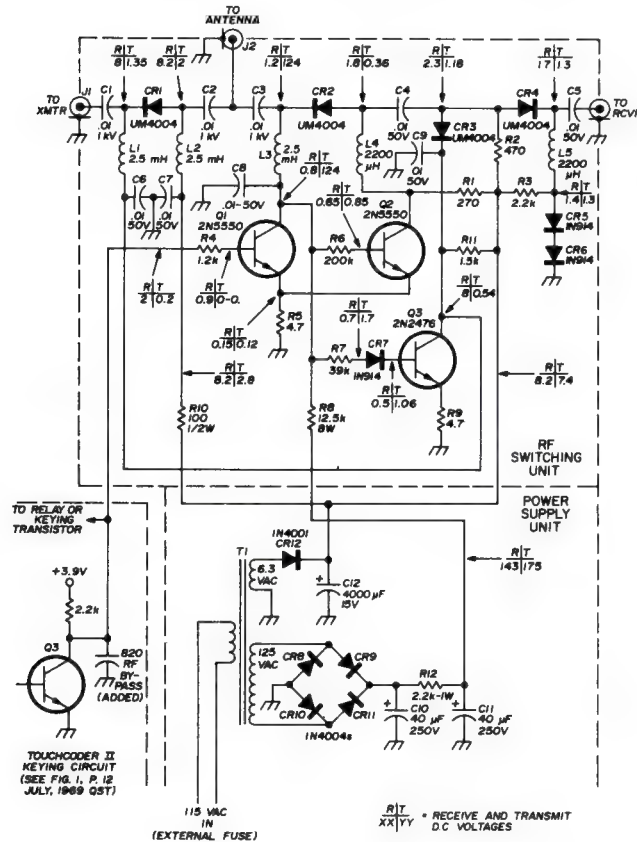 TO ANTENNA
J2
R|T 8|1.35
R|T 8.2|2
R|T 1.2|124
R|T 1.8|0.36
R|T 2.3|1.18
R|T 17|1.3
TO XMTR
J1
C1 .01 1 kV
CR1 UM4004
C2 .01 1 kV
C3 .01 1 kV
CR2 UM4004
C4 .01 50V
CR4 UM4004
C5 .01 50V
TO RCVR
L1 2.5 mH
L2 2.5 mH
L3 2.5 mH
L4 2200 µH
C9 .01 50V
CR3 UM4004
R2 470
L5 2200 µH
C6 .01 50V
C7 .01 50V
C8 .01-50V
R|T 0.8|124
R1 270
R3 2.2k
R|T 1.4|1.3
Q1 2N5550
R|T 0.65|0.85
Q2 2N5550
CR5 1N914
CR6 1N914
R4 1.2k
R6 200k
R11 1.5k
R|T 2|0.2
R|T 0.9|0-0.
R|T 0.15|0.12
R5 4.7
R|T 0.7|1.7
Q3 2N2476
R|T 8|0.54
R|T 8.2|2.8
R7 39k
CR7 1N914
R|T 0.5|1.06
R|T 8.2|7.4
R10 100 1/2W
R8 12.5k 8W
R9 4.7
RF SWITCHING UNIT
TO RELAY OR KEYING TRANSISTOR
POWER SUPPLY UNIT
+3.9V
2.2k
Q3
820 RF BY-PASS (ADDED)
TOUCHCODER II KEYING CIRCUIT (SEE FIG. 1, P. 12 JULY, 1969 QST)
T1
6.3 VAC
1N4001 CR12
C12 4000 µF 15V
R|T 143|175
125 VAC
CR8
CR9
CR10
CR11
1N4004s
R12 2.2k-1W
C10 40 µF 250V
C11 40 µF 250V
115 VAC IN (EXTERNAL FUSE)
R|T XX|YY = RECEIVE AND TRANSMIT D.C VOLTAGES